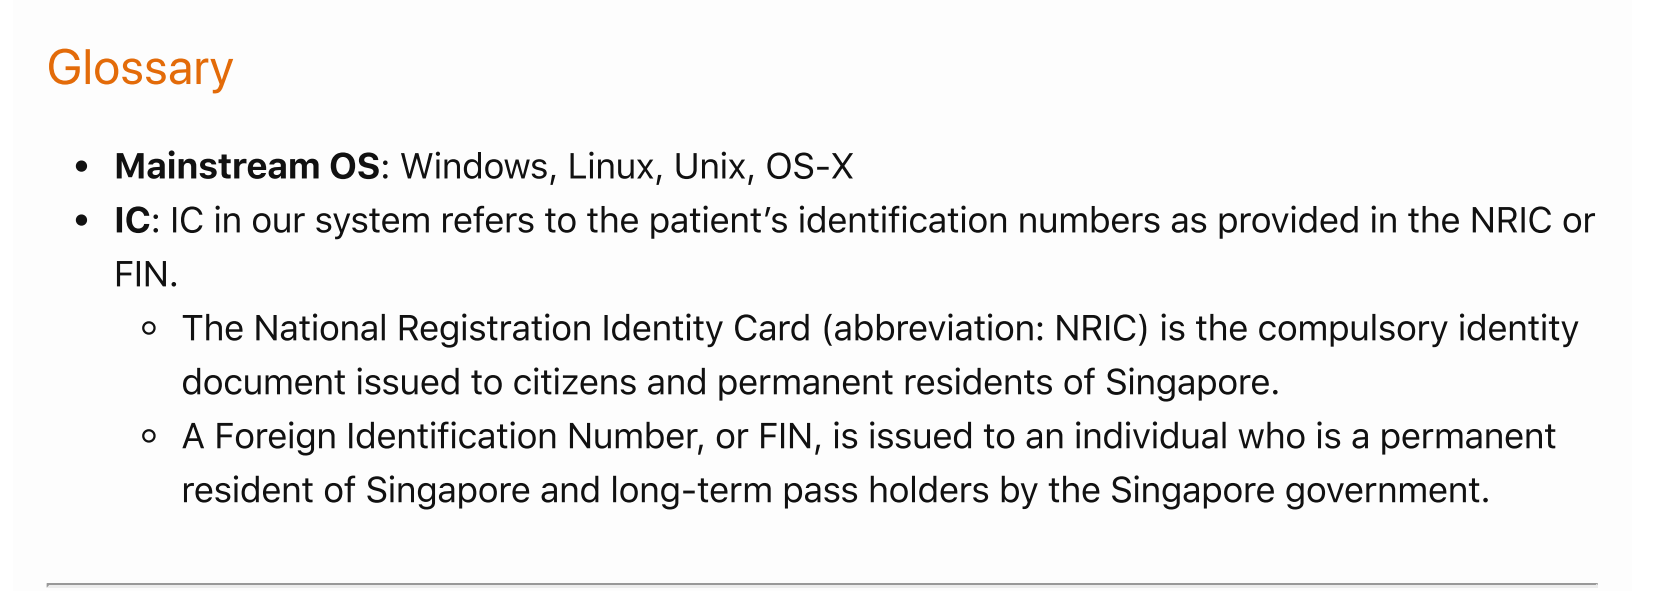 Glossary
• Mainstream OS: Windows, Linux, Unix, OS-X
• IC: IC in our system refers to the patient’s identification numbers as provided in the NRIC or
FIN.
◦ The National Registration Identity Card (abbreviation: NRIC) is the compulsory identity
document issued to citizens and permanent residents of Singapore.
◦ A Foreign Identification Number, or FIN, is issued to an individual who is a permanent
resident of Singapore and long-term pass holders by the Singapore government.